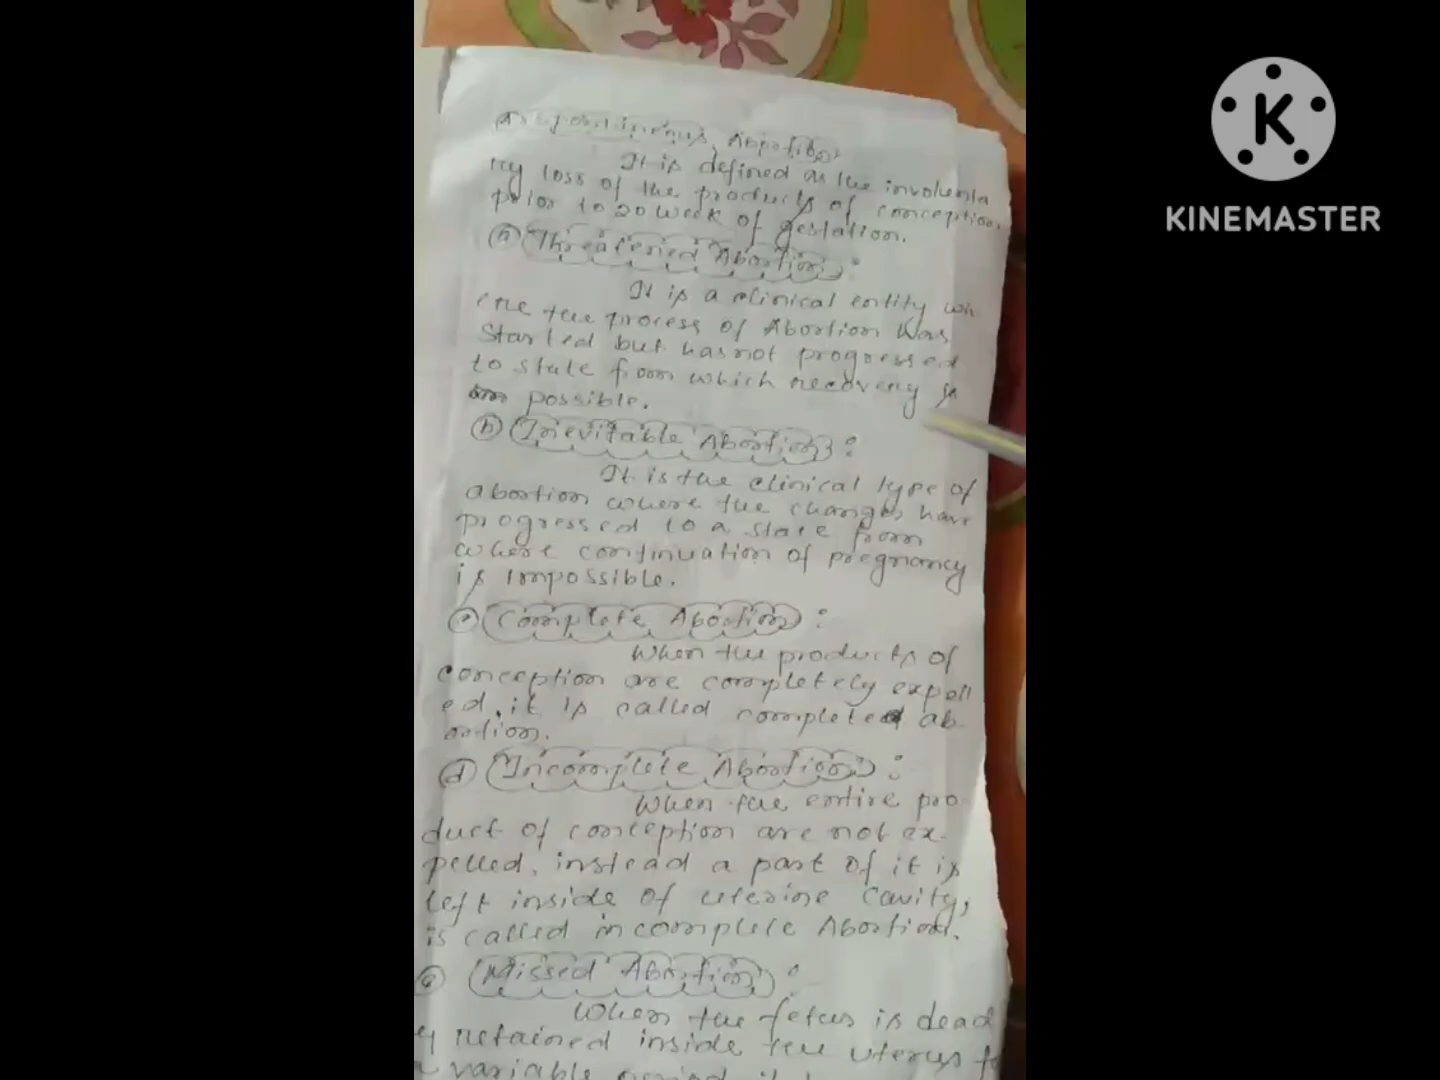 Spontaneous Abortion:
It is defined as the involunta
ry loss of the products of conception
prior to 20 week of gestation.
(a) Threatened Abortion:
It is a clinical entity wh
ere the process of Abortion has
started but has not progressed
to state from which recovery is
possible.
(b) Inevitable Abortion:
It is the clinical type of
abortion where the changes have
progressed to a state from
where continuation of pregnancy
is Impossible.
(c) Complete Abortion:
When the products of
conception are completely expell
ed, it is called complete ab-
ortion.
(d) Incomplete Abortion:
When the entire pro-
duct of conception are not ex-
pelled, instead a part of it is
left inside of uterine cavity,
is called incomplete Abortion.
Missed Abortion:
When the fetus is dead
retained inside the uterus
variable period
K
KINEMASTER